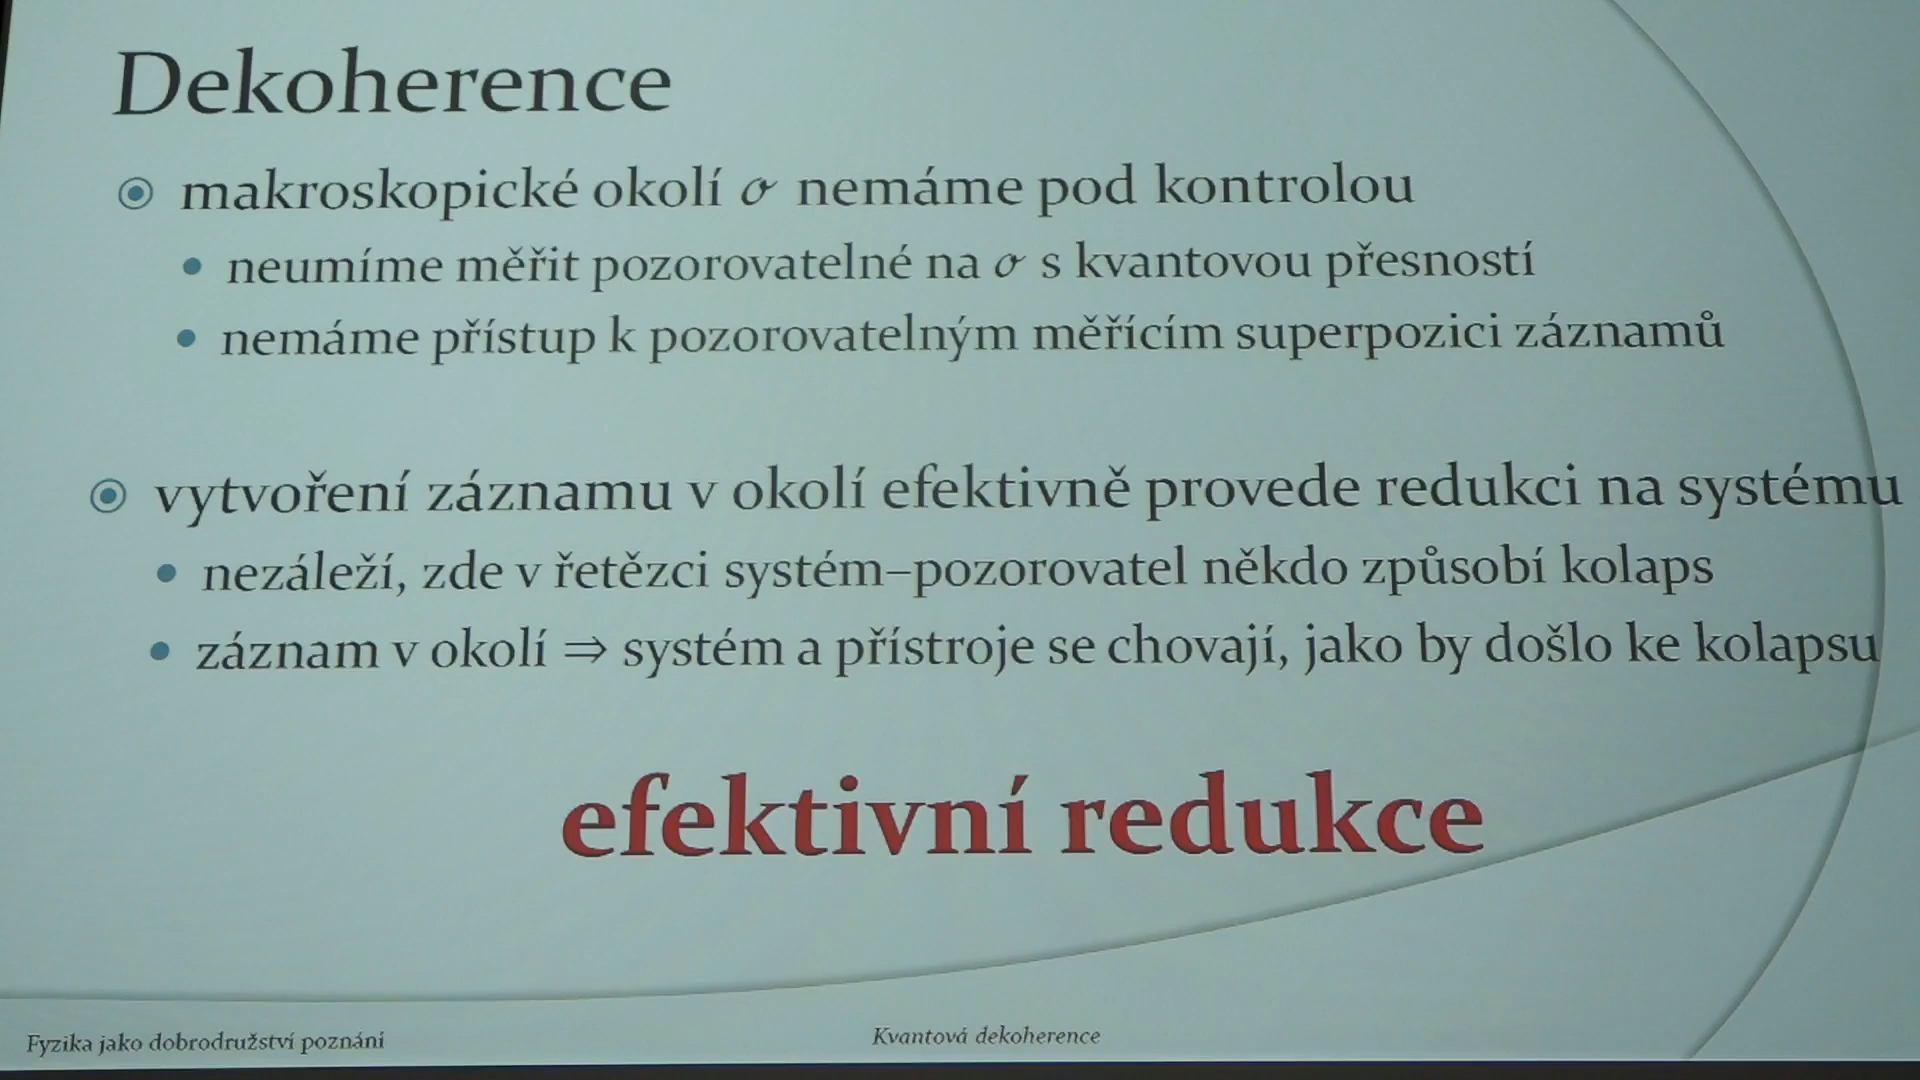 Dekoherence
makroskopické okolí 𝜎 nemáme pod kontrolou
neumíme měřit pozorovatelné na 𝜎 s kvantovou přesností
nemáme přístup k pozorovatelným měřícím superpozici záznamů
vytvoření záznamu v okolí efektivně provede redukci na systému
nezáleží, zde v řetězci systém–pozorovatel někdo způsobí kolaps
záznam v okolí ⇒ systém a přístroje se chovají, jako by došlo ke kolapsu
efektivní redukce
Fyzika jako dobrodružství poznání
Kvantová dekoherence